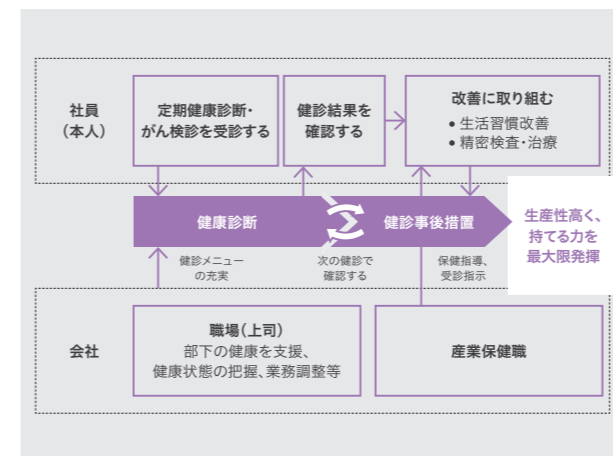 社員
（本人）
定期健康診断・
がん検診を受診する
健診結果を
確認する
改善に取り組む
• 生活習慣改善
• 精密検査・治療
健康診断
健診事後措置
生産性高く、
持てる力を
最大限発揮
健診メニュー
の充実
次の健診で
確認する
保健指導、
受診指示
会社
職場（上司）
部下の健康を支援、
健康状態の把握、業務調整等
産業保健職